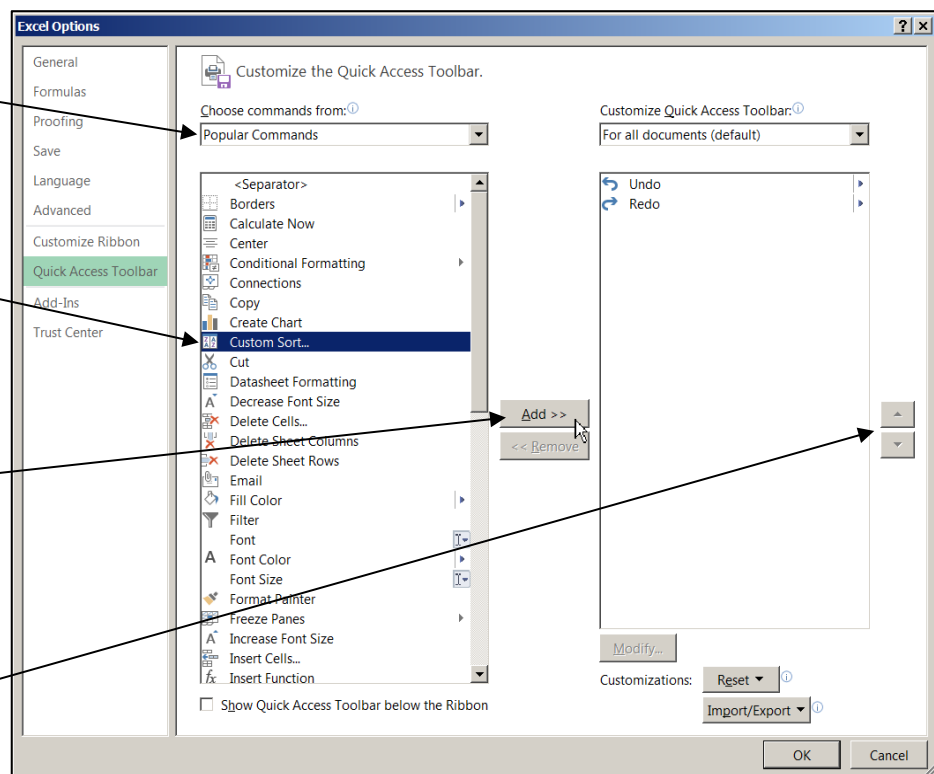 Excel Options
General
Formulas
Proofing
Save
Language
Advanced
Customize Ribbon
Quick Access Toolbar
Add-Ins
Trust Center
Customize the Quick Access Toolbar.
Choose commands from:
Popular Commands
<Separator>
Borders
Calculate Now
Center
Conditional Formatting
Connections
Copy
Create Chart
Custom Sort...
Cut
Datasheet Formatting
Decrease Font Size
Delete Cells...
Delete Sheet Columns
Delete Sheet Rows
Email
Fill Color
Filter
Font
Font Color
Font Size
Format Painter
Freeze Panes
Increase Font Size
Insert Cells...
Insert Function
Show Quick Access Toolbar below the Ribbon
Add >>
<< Remove
Customize Quick Access Toolbar:
For all documents (default)
Undo
Redo
Modify...
Customizations: Reset
Import/Export
OK Cancel